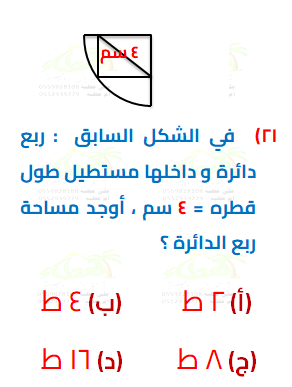 ٤ سم
٢١) في الشكل السابق : ربع
دائرة و داخلها مستطيل طول
قطره = ٤ سم ، أوجد مساحة
ربع الدائرة ؟
(أ) ٢ ط (ب) ٤ ط
(ج) ٨ ط (د) ١٦ ط